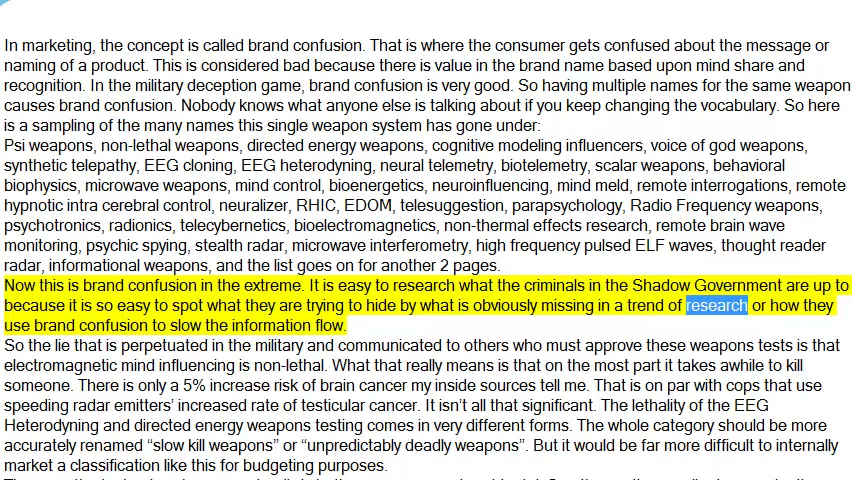 In marketing, the concept is called brand confusion. That is where the consumer gets confused about the message or
naming of a product. This is considered bad because there is value in the brand name based upon mind share and
recognition. In the military deception game, brand confusion is very good. So having multiple names for the same weapon
causes brand confusion. Nobody knows what anyone else is talking about if you keep changing the vocabulary. So here
is a sampling of the many names this single weapon system has gone under:
Psi weapons, non-lethal weapons, directed energy weapons, cognitive modeling influencers, voice of god weapons,
synthetic telepathy, EEG cloning, EEG heterodyning, neural telemetry, biotelemetry, scalar weapons, behavioral
biophysics, microwave weapons, mind control, bioenergetics, neuroinfluencing, mind meld, remote interrogations, remote
hypnotic intra cerebral control, neuralizer, RHIC, EDOM, telesuggestion, parapsychology, Radio Frequency weapons,
psychotronics, radionics, telecybernetics, bioelectromagnetics, non-thermal effects research, remote brain wave
monitoring, psychic spying, stealth radar, microwave interferometry, high frequency pulsed ELF waves, thought reader
radar, informational weapons, and the list goes on for another 2 pages.
Now this is brand confusion in the extreme. It is easy to research what the criminals in the Shadow Government are up to
because it is so easy to spot what they are trying to hide by what is obviously missing in a trend of research or how they
use brand confusion to slow the information flow.
So the lie that is perpetuated in the military and communicated to others who must approve these weapons tests is that
electromagnetic mind influencing is non-lethal. What that really means is that on the most part it takes awhile to kill
someone. There is only a 5% increase risk of brain cancer my inside sources tell me. That is on par with cops that use
speeding radar emitters’ increased rate of testicular cancer. It isn’t all that significant. The lethality of the EEG
Heterodyning and directed energy weapons testing comes in very different forms. The whole category should be more
accurately renamed “slow kill weapons” or “unpredictably deadly weapons”. But it would be far more difficult to internally
market a classification like this for budgeting purposes.